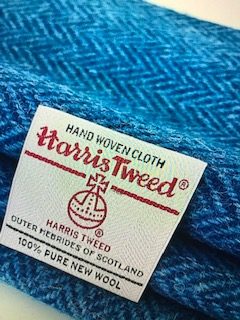 HAND WOVEN CLOTH
Harris Tweed®
®
HARRIS TWEED
OUTER HEBRIDES OF SCOTLAND
100% PURE NEW WOOL